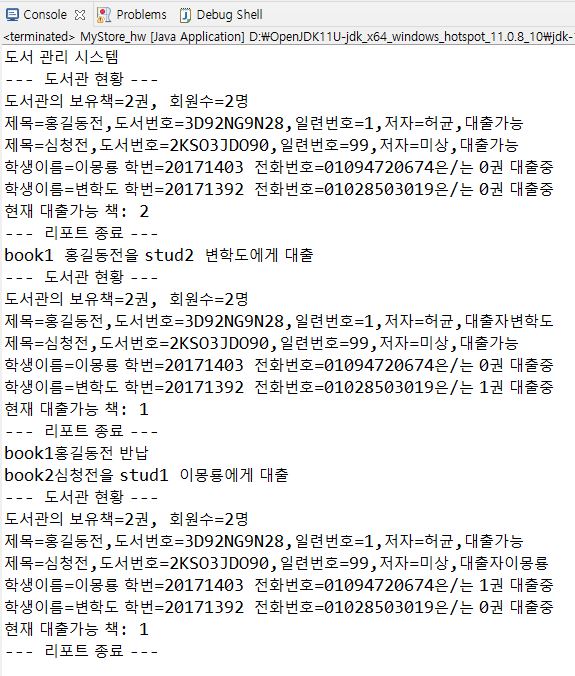 Console Problems Debug Shell
<terminated> MyStore_hw [Java Application] D:₩OpenJDK11U-jdk_x64_windows_hotspot_11.0.8_10₩jdk-
도서 관리 시스템
--- 도서관 현황 ---
도서관의 보유책=2권, 회원수=2명
제목=홍길동전,도서번호=3D92NG9N28,일련번호=1,저자=허균,대출가능
제목=심청전,도서번호=2KSO3JDO90,일련번호=99,저자=미상,대출가능
학생이름=이몽룡 학번=20171403 전화번호=01094720674은/는 0권 대출중
학생이름=변학도 학번=20171392 전화번호=01028503019은/는 0권 대출중
현재 대출가능 책: 2
--- 리포트 종료 ---
book1 홍길동전을 stud2 변학도에게 대출
--- 도서관 현황 ---
도서관의 보유책=2권, 회원수=2명
제목=홍길동전,도서번호=3D92NG9N28,일련번호=1,저자=허균,대출자변학도
제목=심청전,도서번호=2KSO3JDO90,일련번호=99,저자=미상,대출가능
학생이름=이몽룡 학번=20171403 전화번호=01094720674은/는 0권 대출중
학생이름=변학도 학번=20171392 전화번호=01028503019은/는 1권 대출중
현재 대출가능 책: 1
--- 리포트 종료 ---
book1홍길동전 반납
book2심청전을 stud1 이몽룡에게 대출
--- 도서관 현황 ---
도서관의 보유책=2권, 회원수=2명
제목=홍길동전,도서번호=3D92NG9N28,일련번호=1,저자=허균,대출가능
제목=심청전,도서번호=2KSO3JDO90,일련번호=99,저자=미상,대출자이몽룡
학생이름=이몽룡 학번=20171403 전화번호=01094720674은/는 1권 대출중
학생이름=변학도 학번=20171392 전화번호=01028503019은/는 0권 대출중
현재 대출가능 책: 1
--- 리포트 종료 ---